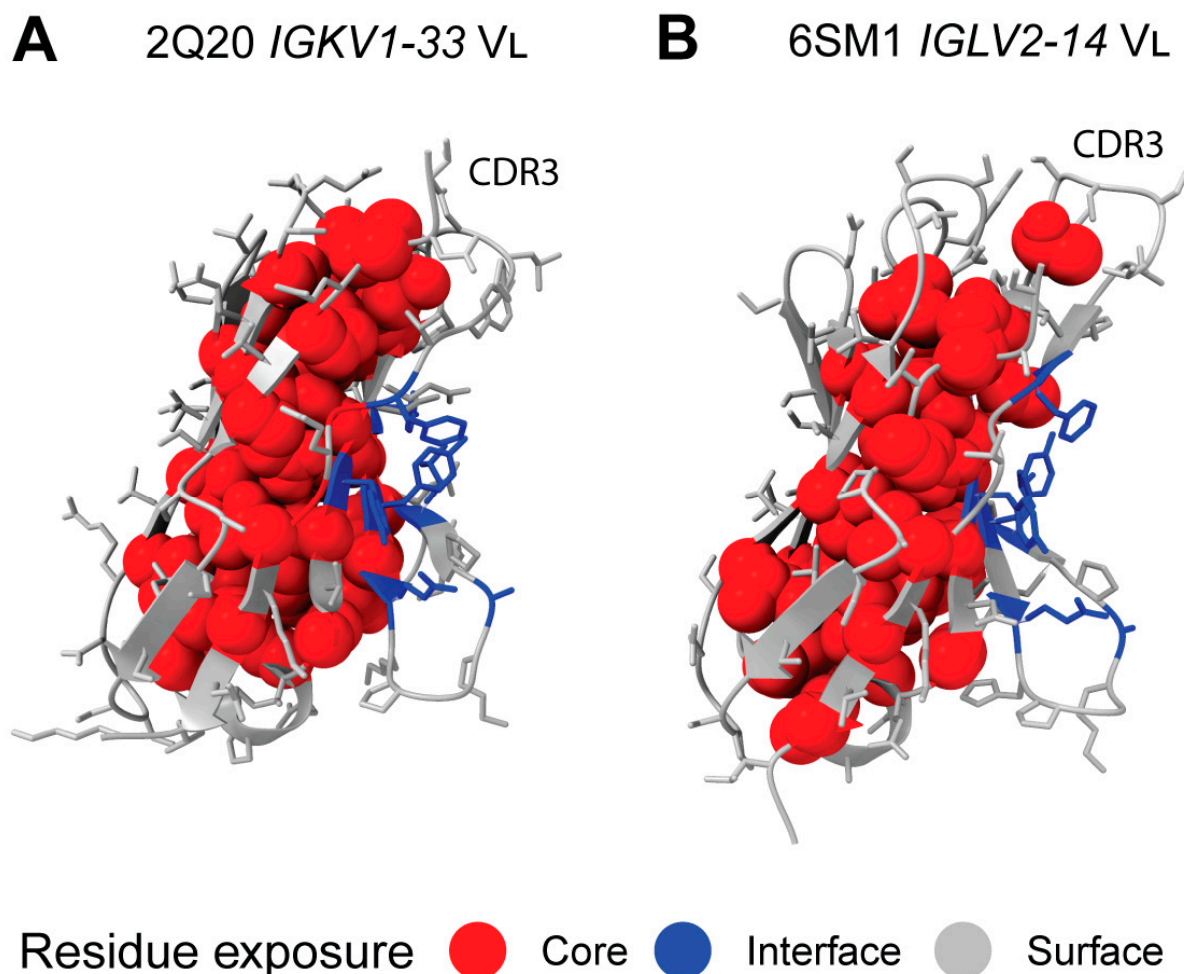 A 2Q20 IGKV1-33 VL
B 6SM1 IGLV2-14 VL
CDR3
CDR3
Residue exposure Core Interface Surface